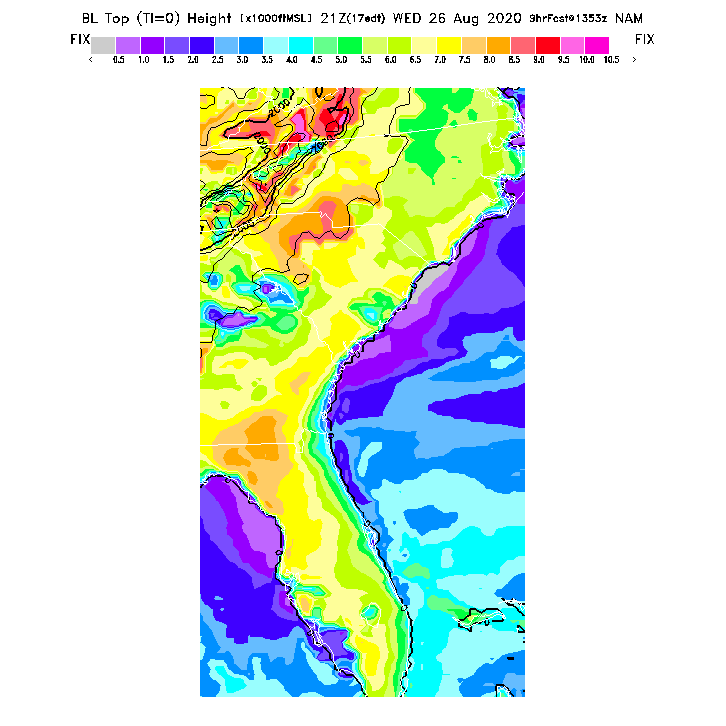 BL Top (TI=0) Height [x1000ftMSL] 21Z(17edt) WED 26 Aug 2020 9hrFcst@1353z NAM
FIX FIX
< 0.5 1.0 1.5 2.0 2.5 3.0 3.5 4.0 4.5 5.0 5.5 6.0 6.5 7.0 7.5 8.0 8.5 9.0 9.5 10.0 10.5 >
2000